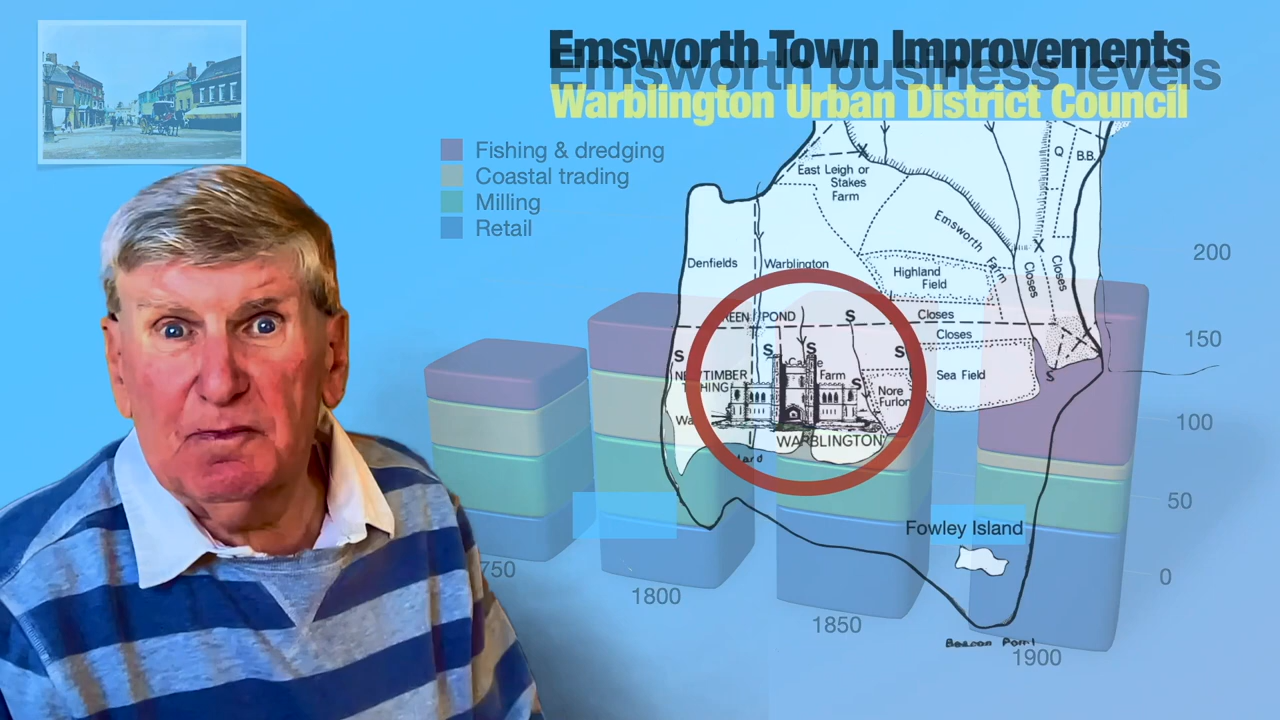 Emsworth Town Improvements
Emsworth business levels
Warblington Urban District Council
Fishing & dredging
Coastal trading
Milling
Retail
Q
B.B.
East Leigh or
Stakes
Farm
Emsworth
Farm
X
Denfields
Warblington
Highland
Field
Closes
Closes
200
POND
S
Closes
Closes
150
S
S
S
S
Farm
Sea Field
S
S
Nore
100
WARBLINGTON
50
Fowley Island
0
750
1800
1850
Beacon Point
1900